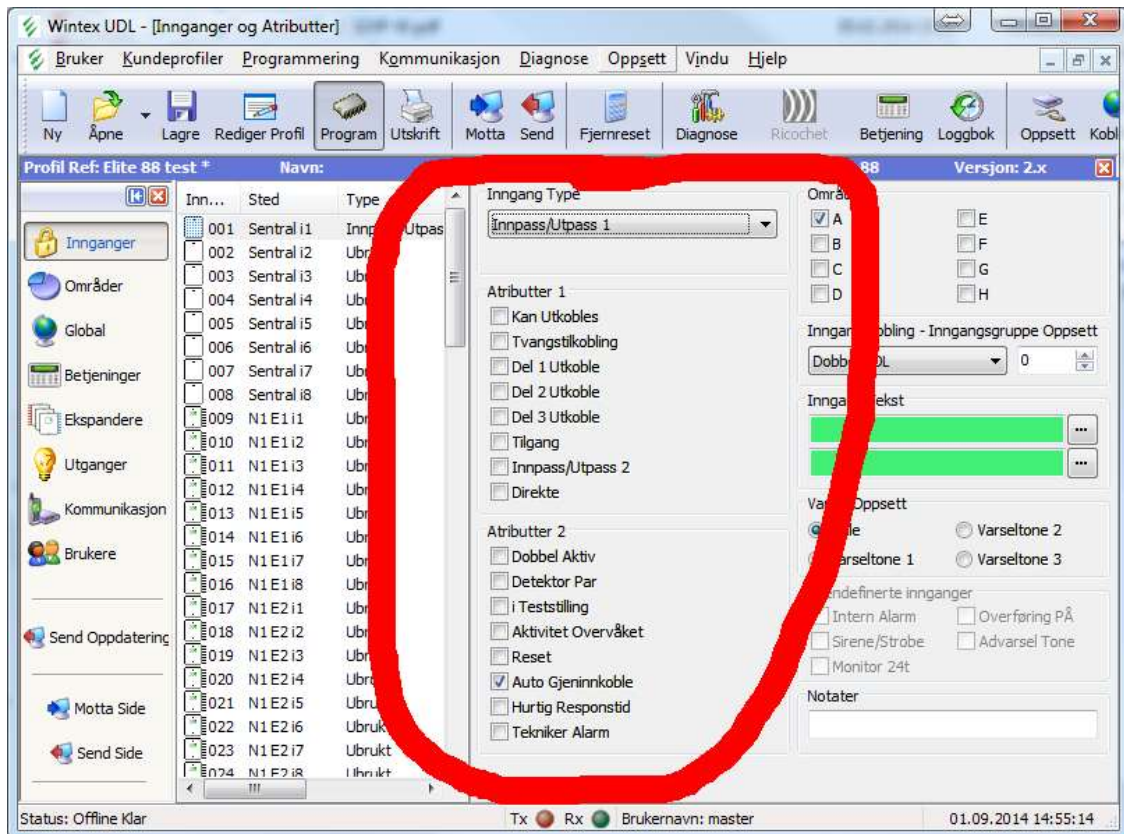 Wintex UDL - [Innganger og Atributter]
Bruker Kundeprofiler Programmering Kommunikasjon Diagnose Oppsett Vindu Hjelp
Ny Åpne Lagre Rediger Profil Program Utskrift Motta Send Fjernreset Diagnose Ricochet Betjening Loggbok Oppsett Kobl
Profil Ref: Elite 88 test * Navn: 88 Versjon: 2.x
Innganger
Områder
Global
Betjeninger
Ekspandere
Utganger
Kommunikasjon
Brukere
Send Oppdatering
Motta Side
Send Side
Inn... Sted Type
001 Sentral i1 Innp Utpas
002 Sentral i2
003 Sentral i3
004 Sentral i4
005 Sentral i5
006 Sentral i6
007 Sentral i7
008 Sentral i8
009 N1 E1 i1
010 N1 E1 i2
011 N1 E1 i3
012 N1 E1 i4
013 N1 E1 i5
014 N1 E1 i6
015 N1 E1 i7
016 N1 E1 i8
017 N1 E2 i1
018 N1 E2 i2
019 N1 E2 i3
020 N1 E2 i4
021 N1 E2 i5
022 N1 E2 i6 Ubrukt
023 N1 E2 i7 Ubrukt
024 N1 E2 i8 Ubrukt
Inngang Type
Innpass/Utpass 1
Atributter 1
Kan Utkobles
Tvangstilkobling
Del 1 Utkoble
Del 2 Utkoble
Del 3 Utkoble
Tilgang
Innpass/Utpass 2
Direkte
Atributter 2
Dobbel Aktiv
Detektor Par
i Teststilling
Aktivitet Overvåket
Reset
Auto Gjeninnkoble
Hurtig Responstid
Tekniker Alarm
A E
B F
C G
D H
- Inngangsgruppe Oppsett
0
Oppsett
Varseltone 2
Varseltone 3
innganger
Intern Alarm Overføring PÅ
Sirene/Strobe Advarsel Tone
Monitor 24t
Notater
Status: Offline Klar Tx Rx Brukernavn: master 01.09.2014 14:55:14